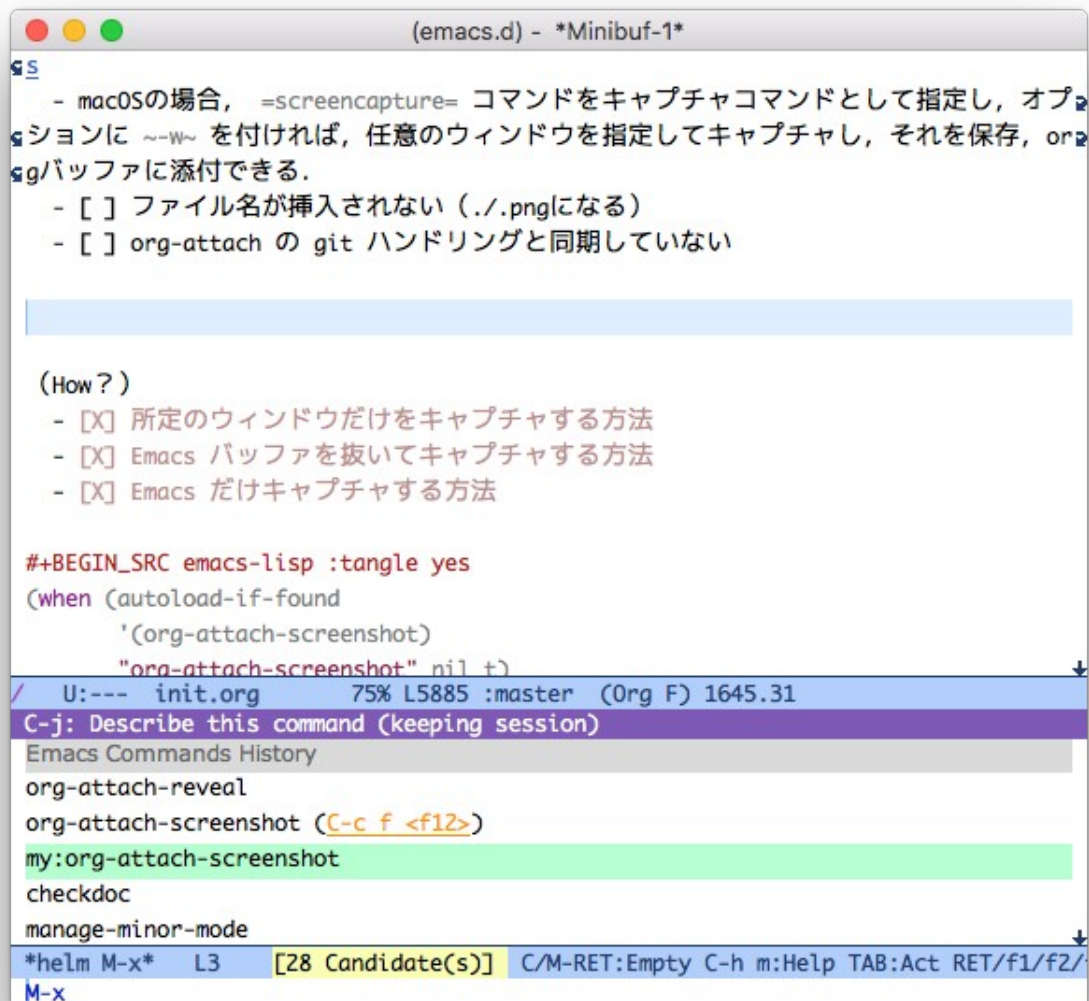 (emacs.d) - *Minibuf-1*
s
- macOSの場合， =screencapture= コマンドをキャプチャコマンドとして指定し，オプ
ションに ~-w~ を付ければ，任意のウィンドウを指定してキャプチャし，それを保存，or
gバッファに添付できる．
- [ ] ファイル名が挿入されない（./.pngになる）
- [ ] org-attach の git ハンドリングと同期していない
（How？）
- [X] 所定のウィンドウだけをキャプチャする方法
- [X] Emacs バッファを抜いてキャプチャする方法
- [X] Emacs だけキャプチャする方法
#+BEGIN_SRC emacs-lisp :tangle yes
(when (autoload-if-found
'(org-attach-screenshot)
"org-attach-screenshot" nil t)
/ U:--- init.org 75% L5885 :master (Org F) 1645.31
C-j: Describe this command (keeping session)
Emacs Commands History
org-attach-reveal
org-attach-screenshot (C-c f <f12>)
my:org-attach-screenshot
checkdoc
manage-minor-mode
*helm M-x* L3 [28 Candidate(s)] C/M-RET:Empty C-h m:Help TAB:Act RET/f1/f2/
M-x